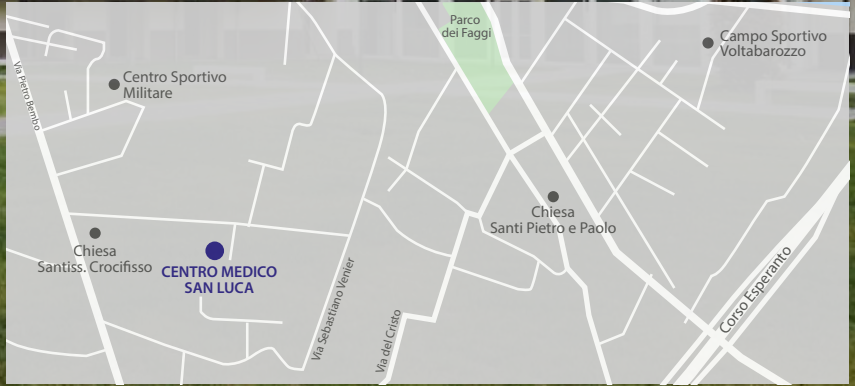 Parco
dei Faggi
Campo Sportivo
Voltabarozzo
Centro Sportivo
Militare
Via Pietro Bembo
Chiesa
Santi Pietro e Paolo
Chiesa
Santiss. Crocifisso
CENTRO MEDICO
SAN LUCA
Via Sebastiano Venier
Via del Cristo
Corso Esperanto